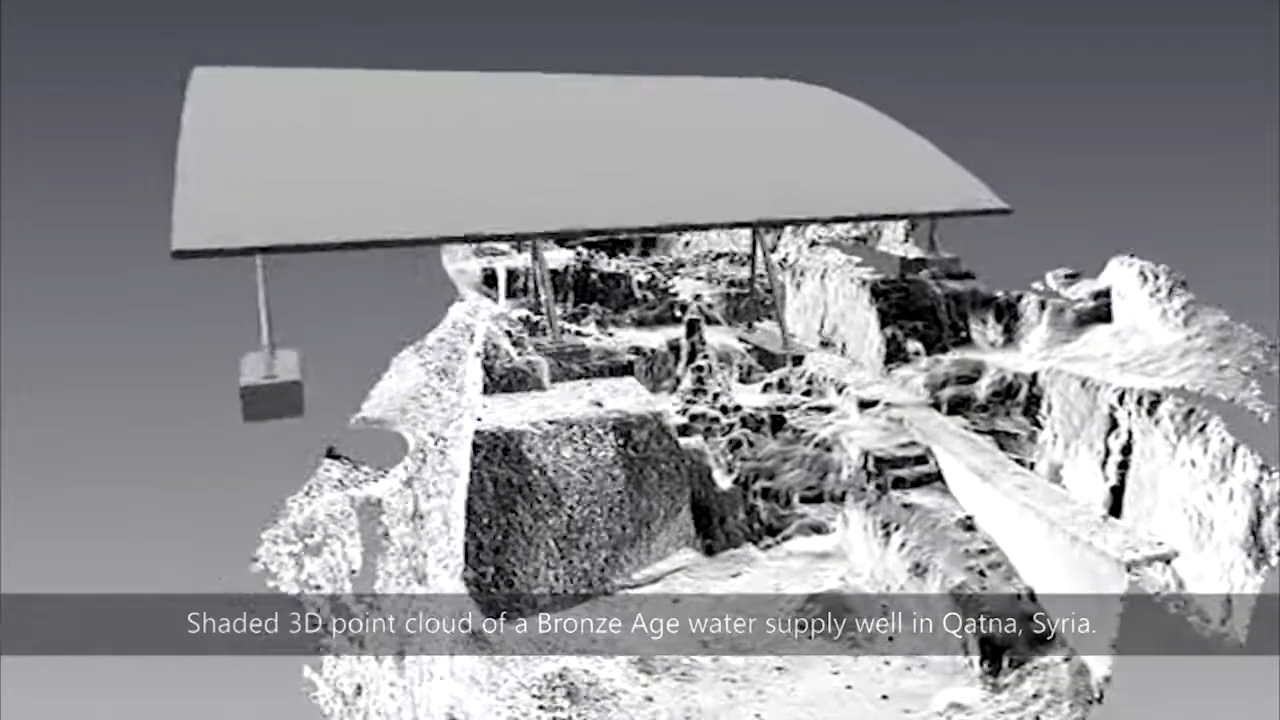 Shaded 3D point cloud of a Bronze Age water supply well in Qatna, Syria.